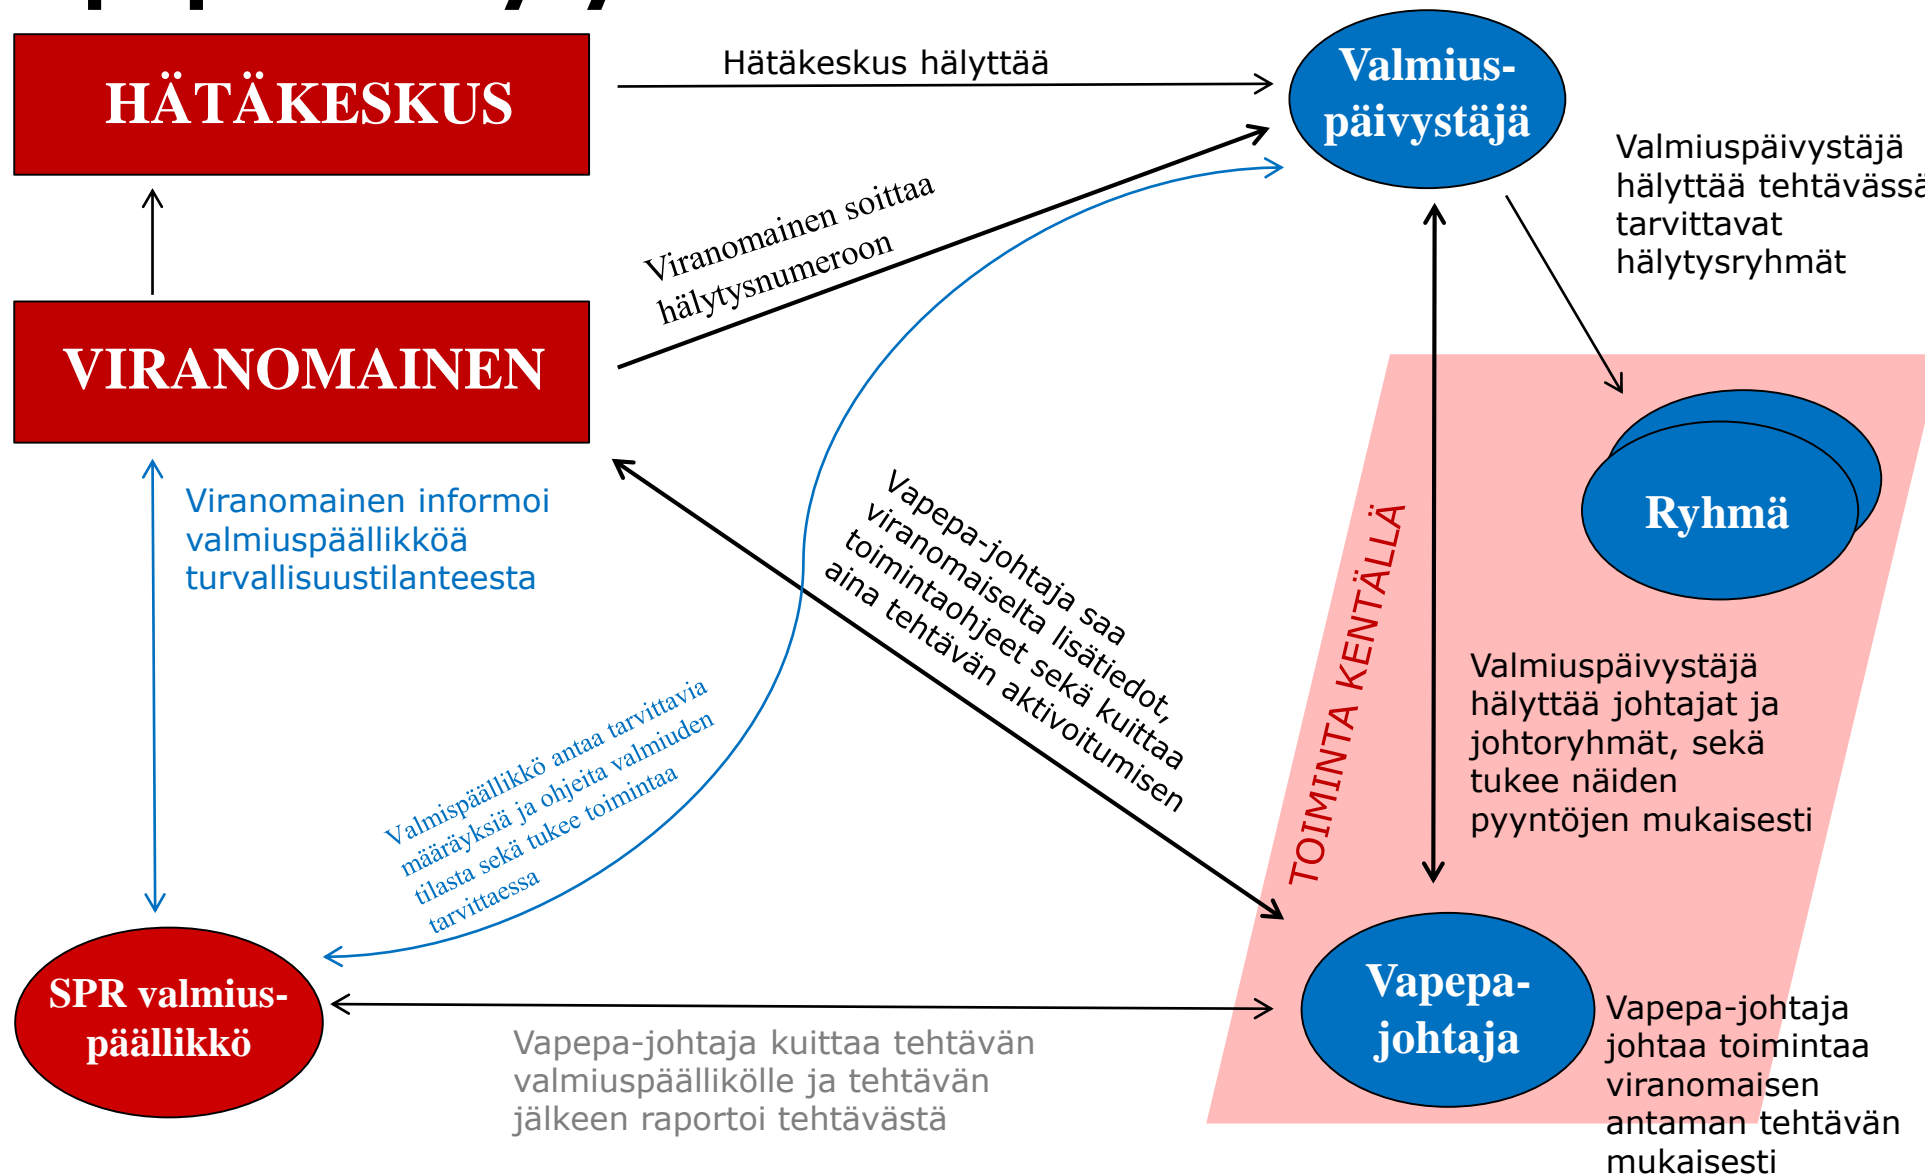 HÄTÄKESKUS
Hätäkeskus hälyttää
Valmius-
päivystäjä
Valmiuspäivystäjä
hälyttää tehtävässä
tarvittavat
hälytysryhmät
Viranomainen soittaa
hälytysnumeroon
VIRANOMAINEN
Viranomainen informoi
valmiuspäällikköä
turvallisuustilanteesta
Vapepa-johtaja saa
viranomaiselta lisätiedot,
toimintaohjeet sekä kuittaa
aina tehtävän aktivoitumisen
TOIMINTA KENTÄLLÄ
Ryhmä
Valmiuspäivystäjä
hälyttää johtajat ja
johtoryhmät, sekä
tukee näiden
pyyntöjen mukaisesti
Valmispäällikkö antaa tarvittavia
määräyksiä ja ohjeita valmiuden
tilasta sekä tukee toimintaa
tarvittaessa
SPR valmius-
päällikkö
Vapepa-johtaja kuittaa tehtävän
valmiuspäällikölle ja tehtävän
jälkeen raportoi tehtävästä
Vapepa-
johtaja
Vapepa-johtaja
johtaa toimintaa
viranomaisen
antaman tehtävän
mukaisesti